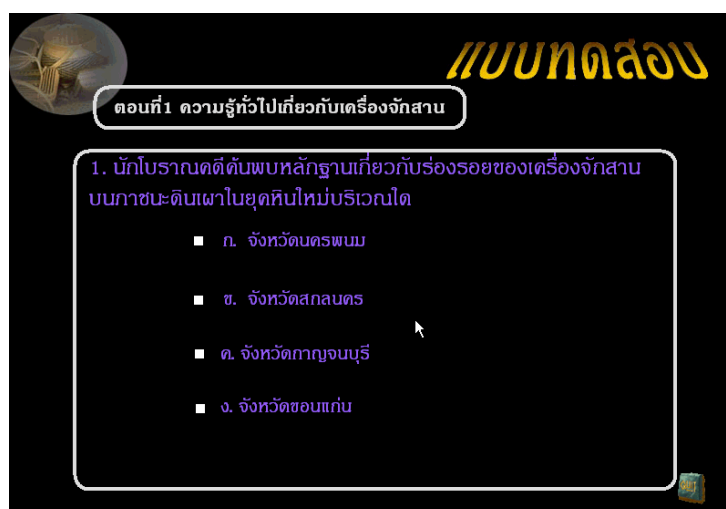 แบบทดสอบ
ตอนที่1 ความรู้ทั่วไปเกี่ยวกับเครื่องจักสาน
1. นักโบราณคดีค้นพบหลักฐานเกี่ยวกับร่องรอยของเครื่องจักสาน
บนภาชนะดินเผาในยุคหินใหม่บริเวณใด
ก. จังหวัดนครพนม
ข. จังหวัดสกลนคร
ค. จังหวัดกาญจนบุรี
ง. จังหวัดขอนแก่น